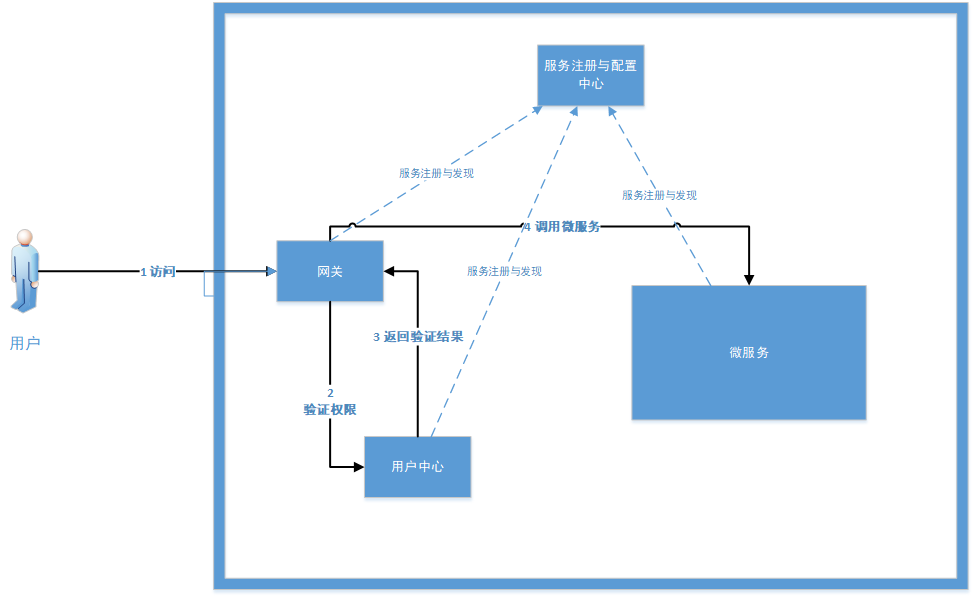 服务注册与配置
中心
服务注册与发现
服务注册与发现
4 调用微服务
1 访问
网关
服务注册与发现
3 返回验证结果
用户
微服务
2
验证权限
用户中心